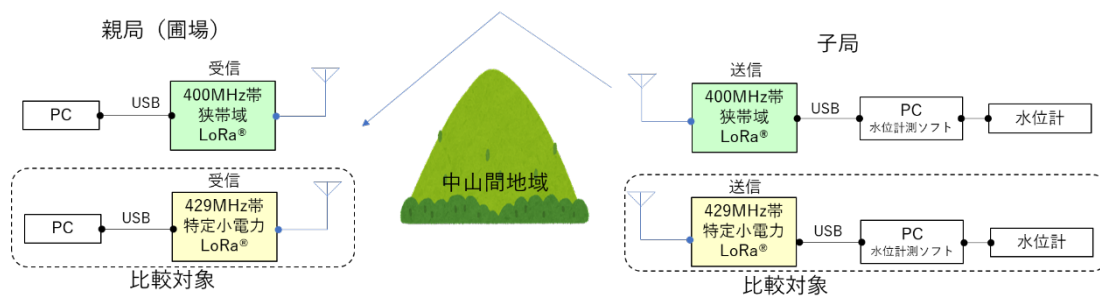 親局（圃場）
受信
PC
USB
400MHz帯
狭帯域
LoRa®
受信
PC
USB
429MHz帯
特定小電力
LoRa®
比較対象
中山間地域
子局
送信
400MHz帯
狭帯域
LoRa®
USB
PC
水位計測ソフト
水位計
送信
429MHz帯
特定小電力
LoRa®
USB
PC
水位計測ソフト
水位計
比較対象